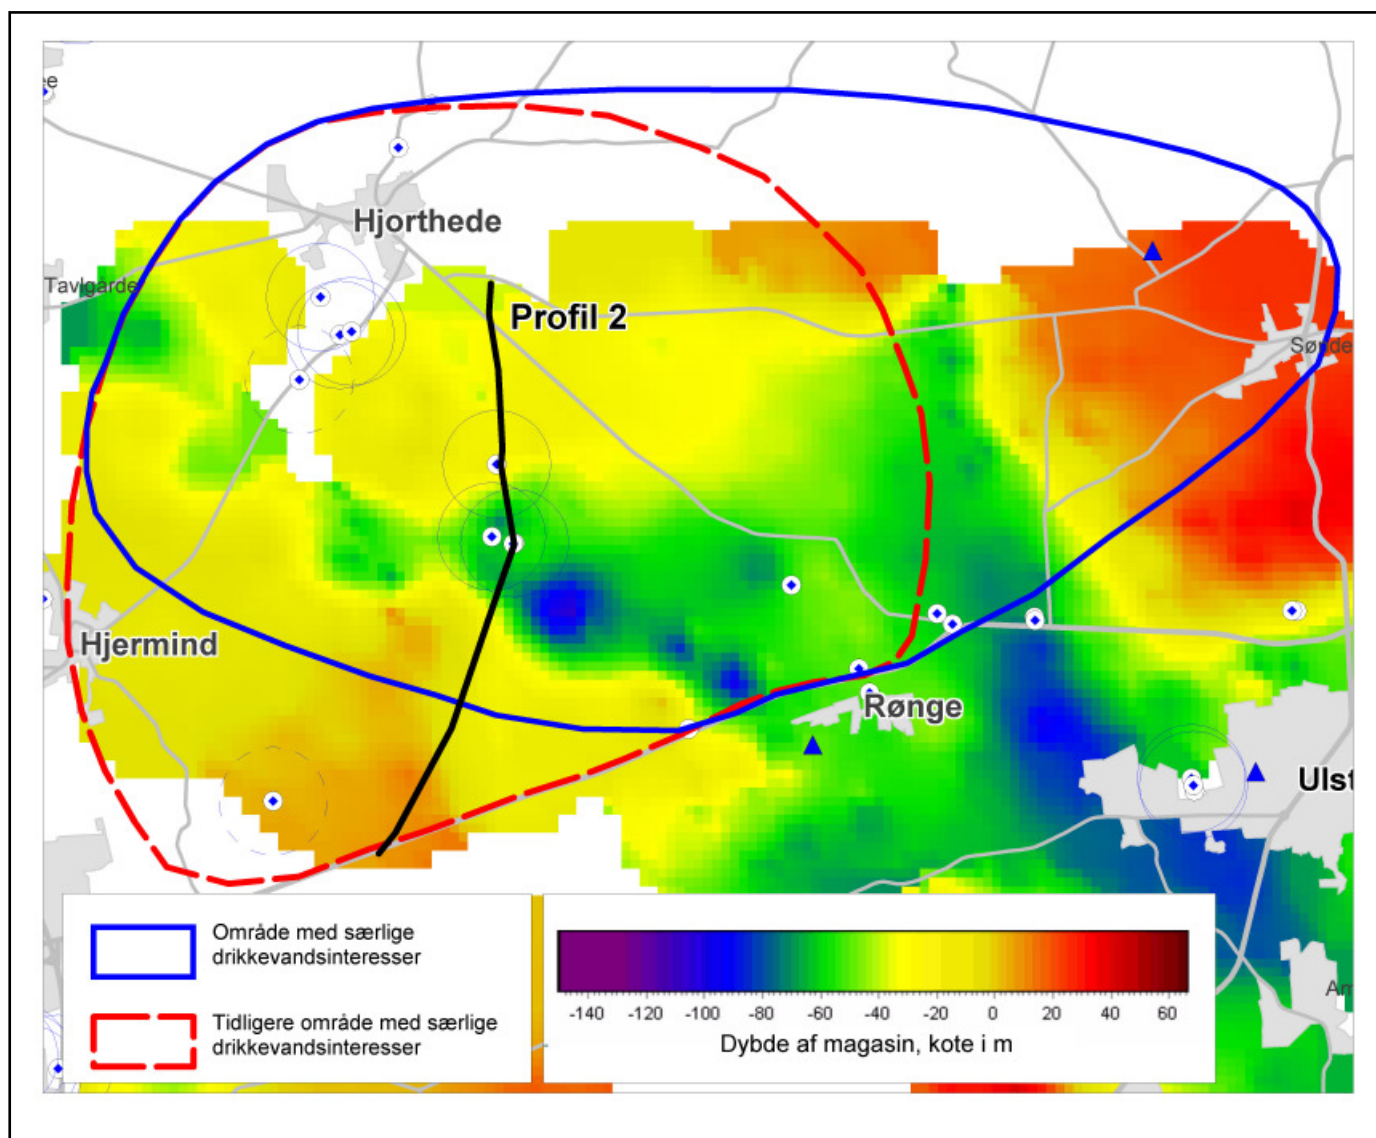 Hjorthede
Tavlgårde
Profil 2
Sønde
Hjermind
Rønge
Ulst
Område med særlige
drikkevandsinteresser
Tidligere område med særlige
drikkevandsinteresser
-140 -120 -100 -80 -60 -40 -20 0 20 40 60
Dybde af magasin, kote i m